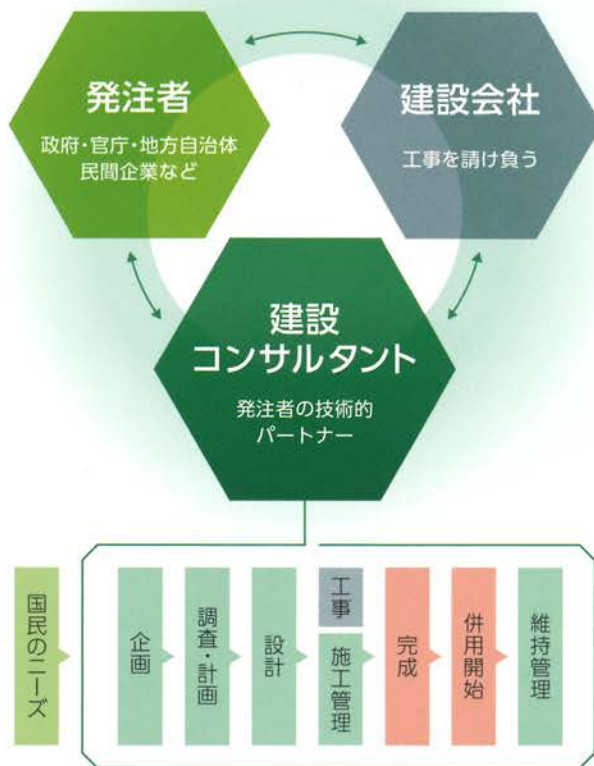 発注者
政府・官庁・地方自治体
民間企業など
建設会社
工事を請け負う
建設
コンサルタント
発注者の技術的
パートナー
国民のニーズ
企画
調査・計画
設計
工事
施工管理
完成
併用開始
維持管理